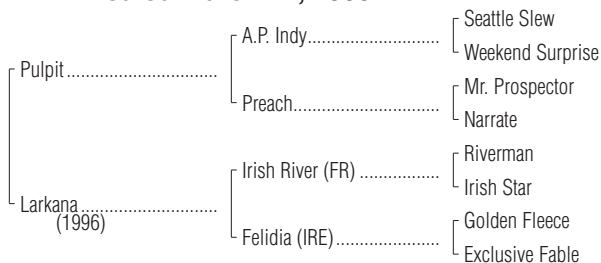 Seattle Slew
A.P. Indy
Weekend Surprise
Pulpit
Mr. Prospector
Preach
Narrate
Riverman
Irish River (FR)
Irish Star
Larkana
(1996)
Golden Fleece
Felidia (IRE)
Exclusive Fable